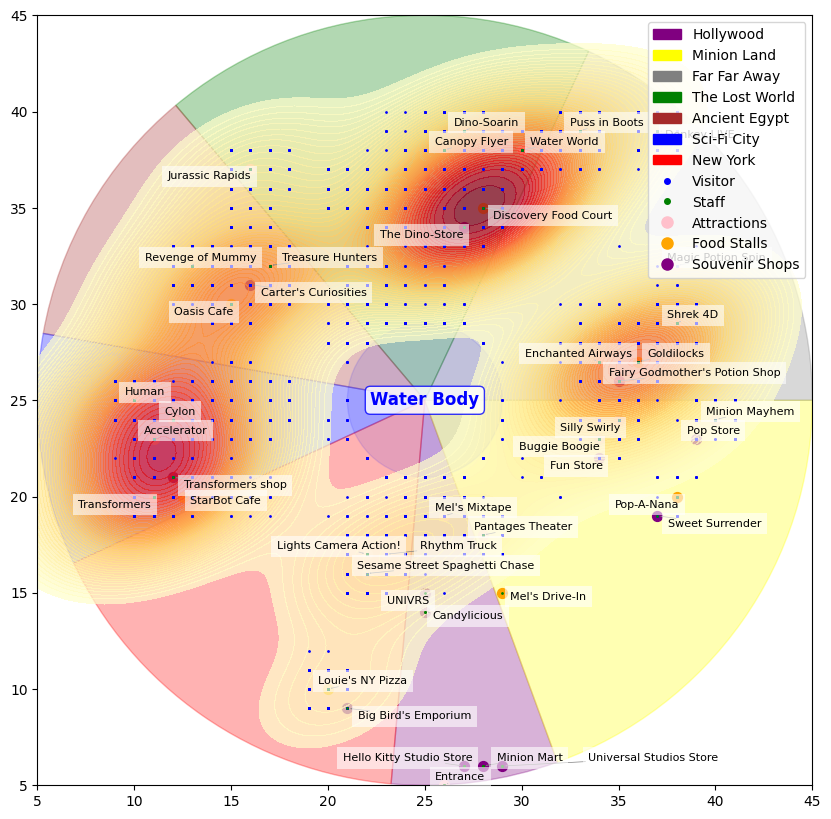 45
40
35
30
25
20
15
10
5
5
10
15
20
25
30
35
40
45
Hollywood
Minion Land
Far Far Away
The Lost World
Ancient Egypt
Sci-Fi City
New York
Visitor
Staff
Attractions
Food Stalls
Souvenir Shops
Dino-Soarin
Puss in Boots
Canopy Flyer
Water World
Jurassic Rapids
Discovery Food Court
The Dino-Store
Magic Potion Spin
Revenge of Mummy
Treasure Hunters
Carter's Curiosities
Oasis Cafe
Shrek 4D
Enchanted Airways
Goldilocks
Fairy Godmother's Potion Shop
Human
Cylon
Accelerator
Water Body
Minion Mayhem
Silly Swirly
Pop Store
Buggie Boogie
Fun Store
Transformers shop
Transformers
StarBot Cafe
Pop-A-Nana
Sweet Surrender
Mel's Mixtape
Pantages Theater
Lights Camera Action!
Rhythm Truck
Sesame Street Spaghetti Chase
UNIVRS
Mel's Drive-In
Candylicious
Louie's NY Pizza
Big Bird's Emporium
Hello Kitty Studio Store
Minion Mart
Universal Studios Store
Entrance